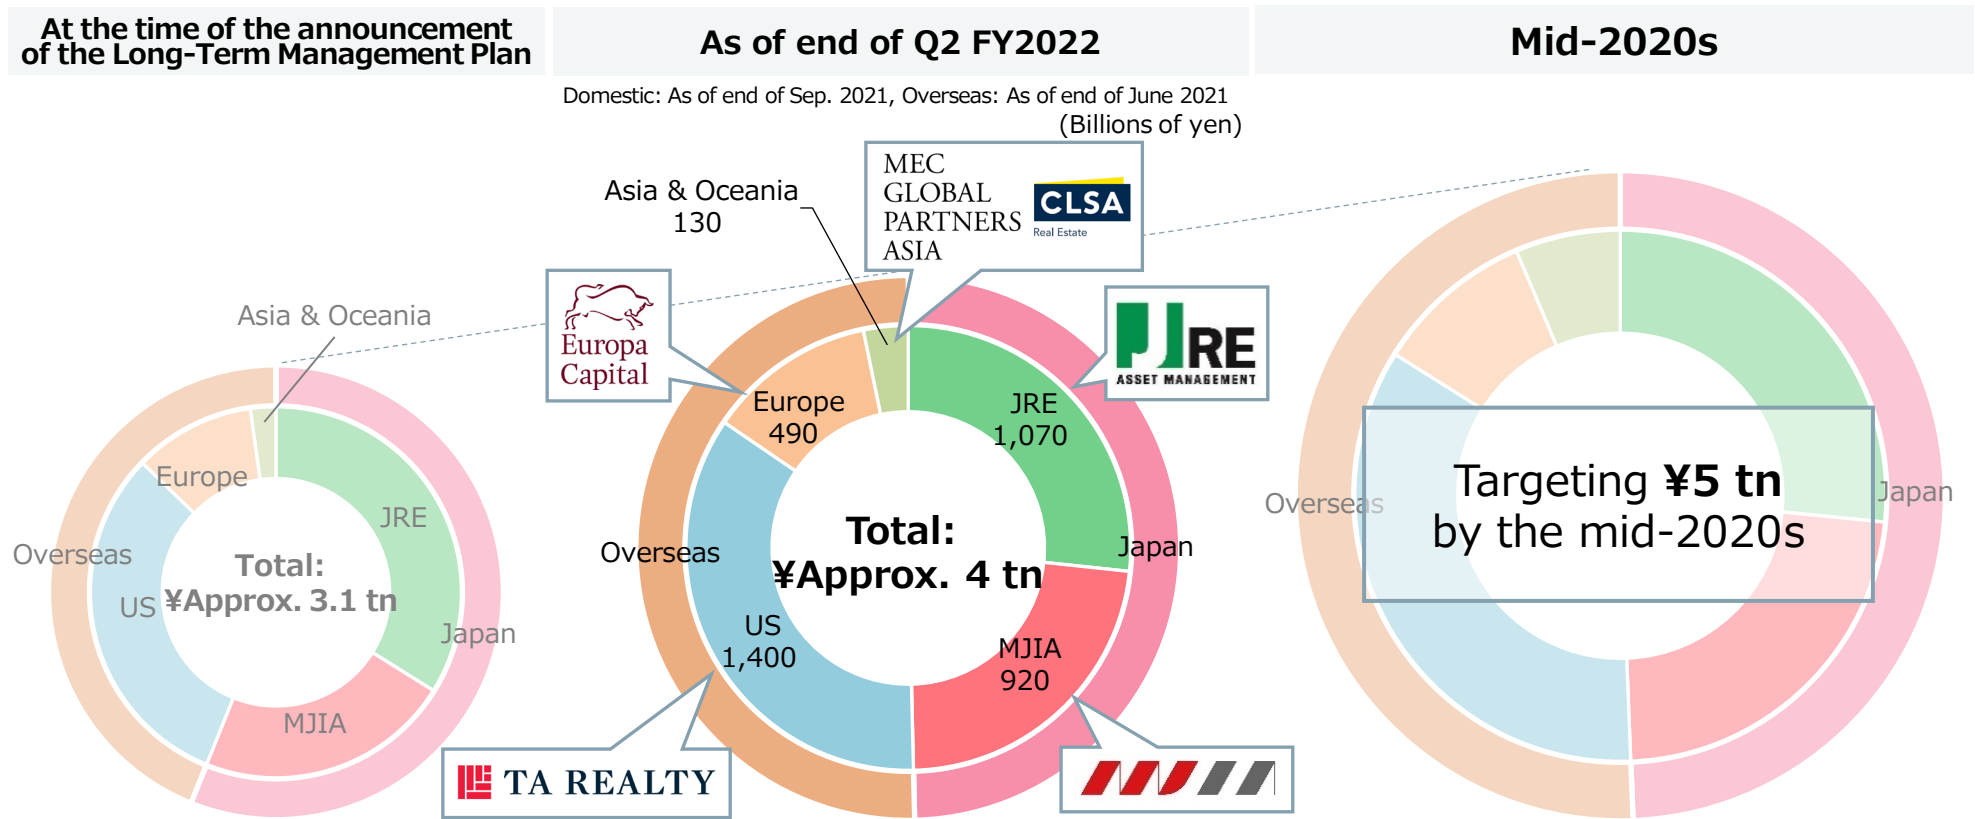 At the time of the announcement
of the Long-Term Management Plan
As of end of Q2 FY2022
Mid-2020s
Domestic: As of end of Sep. 2021, Overseas: As of end of June 2021
(Billions of yen)
Asia & Oceania
Europe
JRE
Overseas
US
Total:
¥Approx. 3.1 tn
Japan
MJIA
Asia & Oceania
130
MEC
GLOBAL
PARTNERS
ASIA
CLSA
Real Estate
Europa
Capital
JRE
ASSET MANAGEMENT
Europe
490
JRE
1,070
Overseas
Total:
¥Approx. 4 tn
Japan
US
1,400
MJIA
920
TA REALTY
MJIA
Overseas
Targeting ¥5 tn
by the mid-2020s
Japan